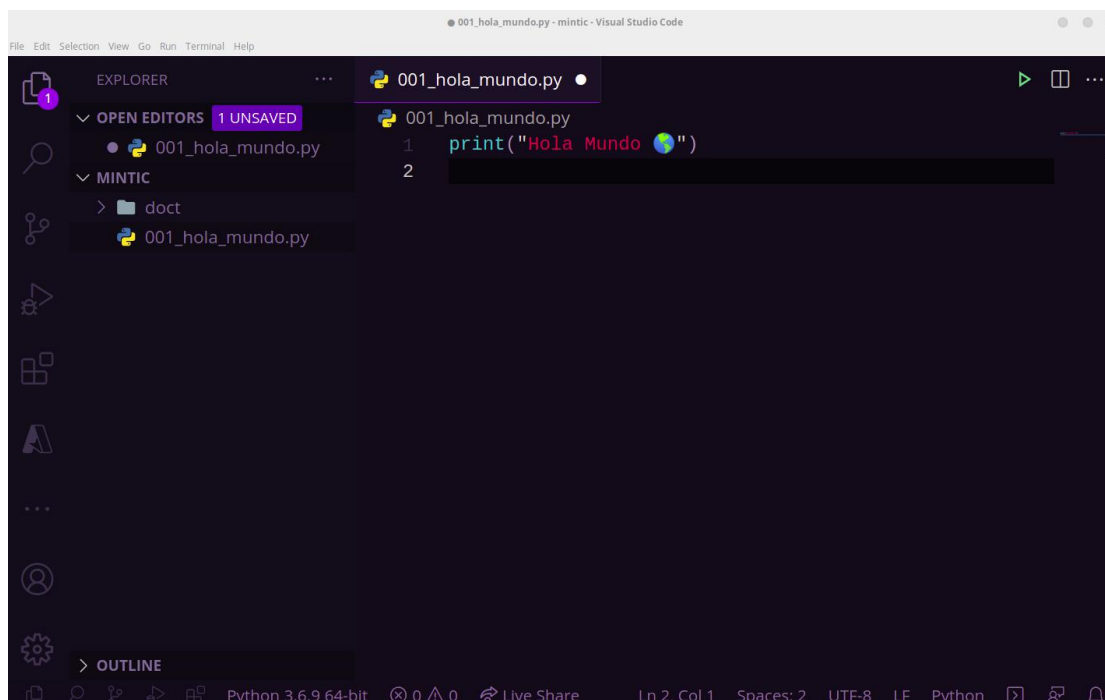 ● 001_hola_mundo.py - mintic - Visual Studio Code
File Edit Selection View Go Run Terminal Help
EXPLORER ...
1
OPEN EDITORS 1 UNSAVED
● 001_hola_mundo.py
MINTIC
doct
001_hola_mundo.py
OUTLINE
001_hola_mundo.py ●
001_hola_mundo.py
1 print("Hola Mundo 🌎")
2
Python 3.6.9 64-bit 0 0 Live Share Ln 2, Col 1 Spaces: 2 UTF-8 LF Python